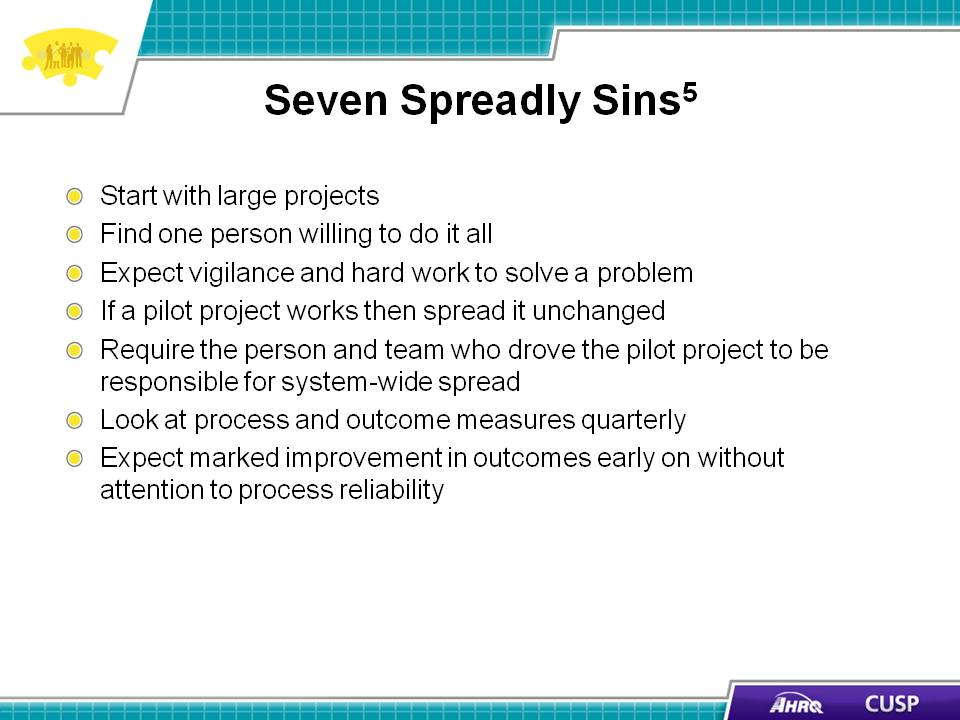 Seven Spreadly Sins5
Start with large projects
Find one person willing to do it all
Expect vigilance and hard work to solve a problem
If a pilot project works then spread it unchanged
Require the person and team who drove the pilot project to be
responsible for system-wide spread
Look at process and outcome measures quarterly
Expect marked improvement in outcomes early on without
attention to process reliability
AHRQ CUSP